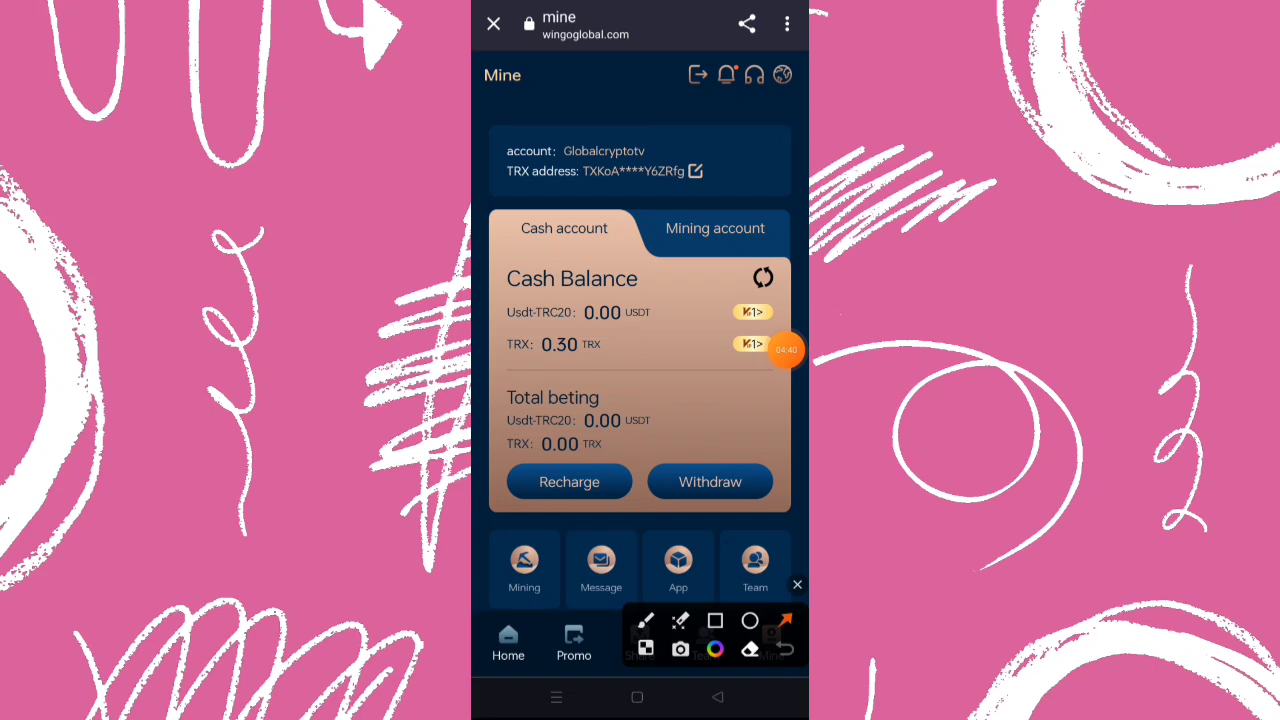 mine
wingoglobal.com
Mine
account: Globalcryptotv
TRX address: TXKoA****Y6ZRfg
Cash account
Mining account
Cash Balance
Usdt-TRC20: 0.00 USDT
TRX: 0.30 TRX
04:40
Total beting
Usdt-TRC20: 0.00 USDT
TRX: 0.00 TRX
Recharge
Withdraw
Mining
Message
App
Team
Home
Promo